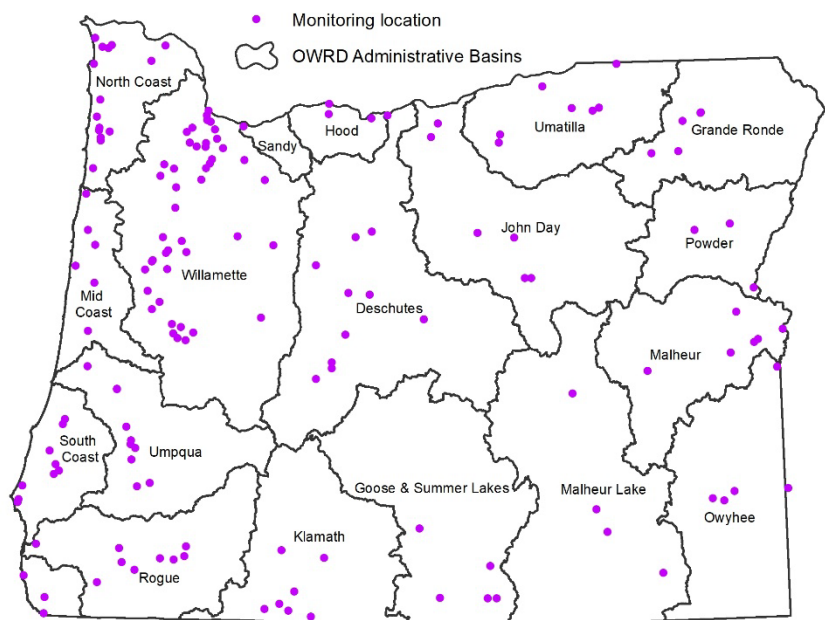 Monitoring location
OWRD Administrative Basins
North Coast
Hood
Sandy
Umatilla
Grande Ronde
John Day
Powder
Willamette
Mid
Coast
Deschutes
Malheur
South
Coast
Umpqua
Goose & Summer Lakes
Malheur Lake
Owyhee
Klamath
Rogue